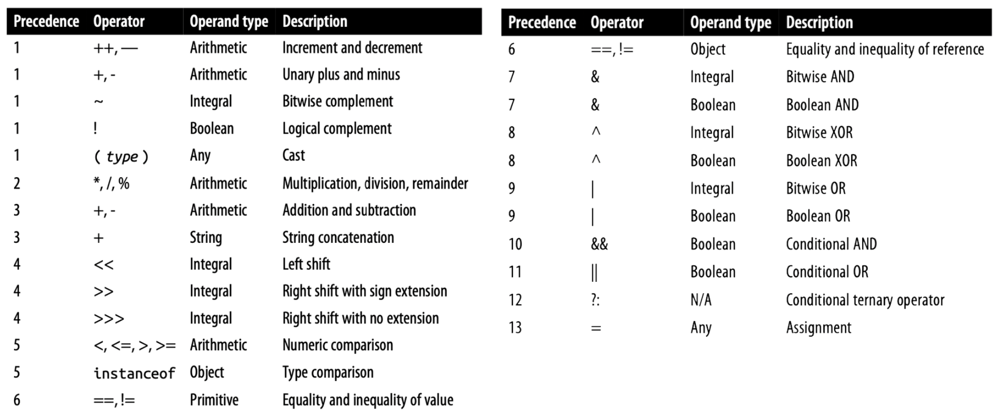 Precedence Operator Operand type Description
1 ++, — Arithmetic Increment and decrement
1 +, - Arithmetic Unary plus and minus
1 ~ Integral Bitwise complement
1 ! Boolean Logical complement
1 ( type ) Any Cast
2 *, /, % Arithmetic Multiplication, division, remainder
3 +, - Arithmetic Addition and subtraction
3 + String String concatenation
4 << Integral Left shift
4 >> Integral Right shift with sign extension
4 >>> Integral Right shift with no extension
5 <, <=, >, >= Arithmetic Numeric comparison
5 instanceof Object Type comparison
6 ==, != Primitive Equality and inequality of value
Precedence Operator Operand type Description
6 ==, != Object Equality and inequality of reference
7 & Integral Bitwise AND
7 & Boolean Boolean AND
8 ^ Integral Bitwise XOR
8 ^ Boolean Boolean XOR
9 | Integral Bitwise OR
9 | Boolean Boolean OR
10 && Boolean Conditional AND
11 || Boolean Conditional OR
12 ?: N/A Conditional ternary operator
13 = Any Assignment